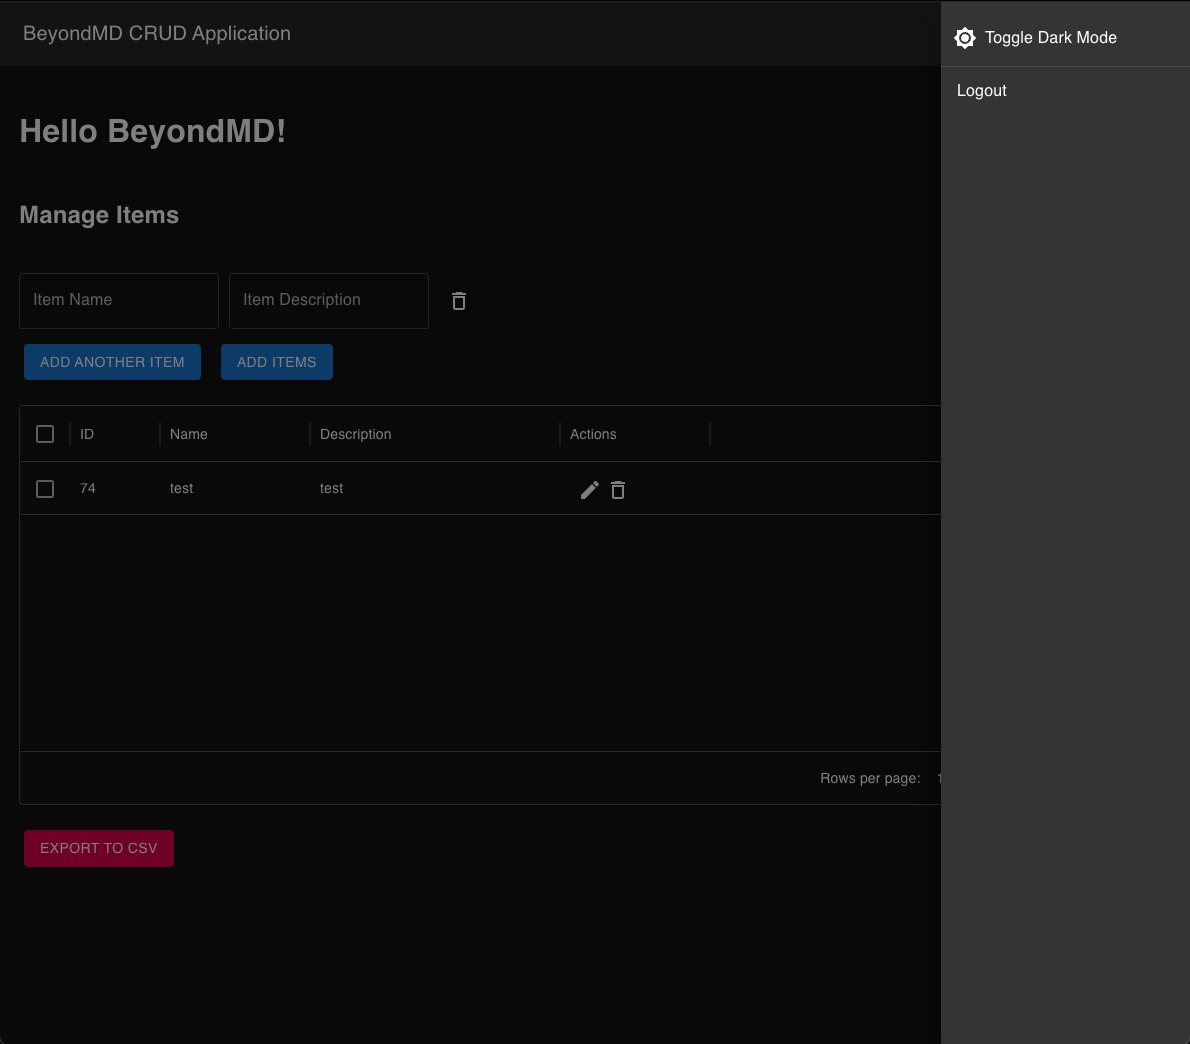 BeyondMD CRUD Application
Toggle Dark Mode
Logout
Hello BeyondMD!
Manage Items
Item Name Item Description
ADD ANOTHER ITEM ADD ITEMS
ID Name Description Actions
74 test test
Rows per page: 1
EXPORT TO CSV